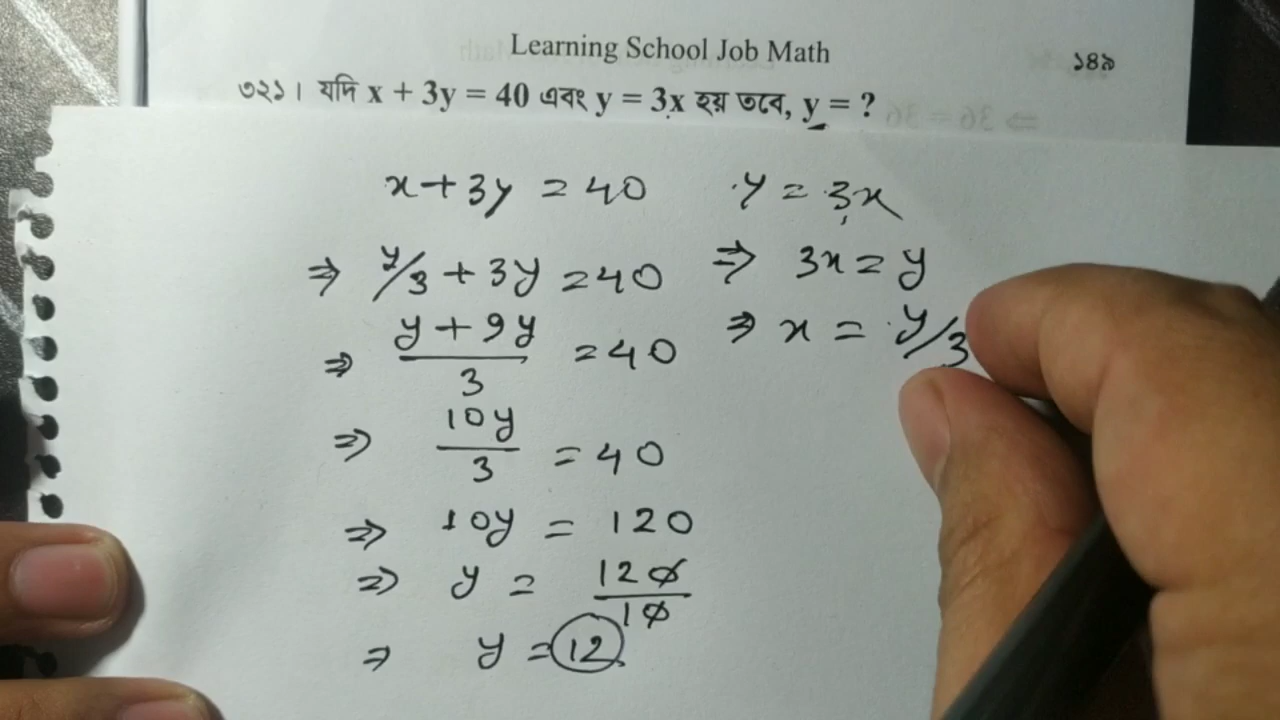 Learning School Job Math
১৪৯
৩২১। যদি x + 3y = 40 এবং y = 3x হয় তবে, y = ?
x + 3y = 40
⇒ y/3 + 3y = 40
⇒ y + 9y / 3 = 40
⇒ 10y / 3 = 40
⇒ 10y = 120
⇒ y = 120 / 10
⇒ y = 12
y = 3x
⇒ 3x = y
⇒ x = y/3